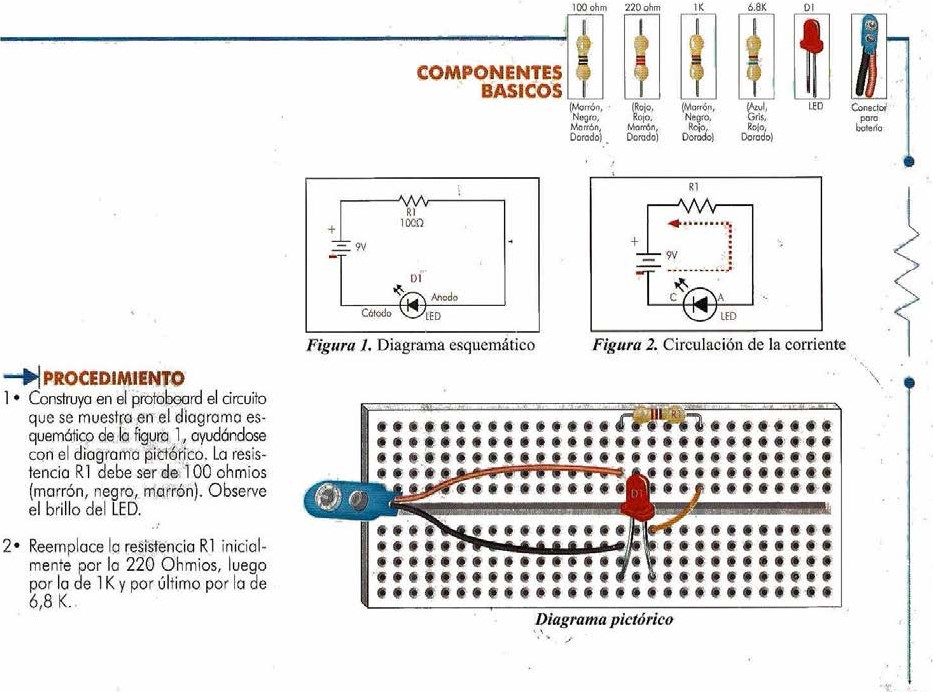 100 ohm
220 ohm
1K
6.8K
D1
COMPONENTES
BASICOS
(Marrón,
Negro,
Marrón,
Dorado)
(Rojo,
Rojo,
Marrón,
Dorado)
(Marrón,
Negro,
Rojo,
Dorado)
(Azul,
Gris,
Rojo,
Dorado)
LED
Conector
para
batería
R1
100Ω
+
9V
D1
Anodo
Cátodo
LED
Figura 1. Diagrama esquemático
R1
+
9V
C
A
LED
Figura 2. Circulación de la corriente
PROCEDIMIENTO
1• Construya en el protoboard el circuito
que se muestra en el diagrama es-
quemático de la figura 1, ayudándose
con el diagrama pictórico. La resis-
tencia R1 debe ser de 100 ohmios
(marrón, negro, marrón). Observe
el brillo del LED.
2• Reemplace la resistencia R1 inicial-
mente por la 220 Ohmios, luego
por la de 1K y por último por la de
6,8 K.
R1
D1
Diagrama pictórico